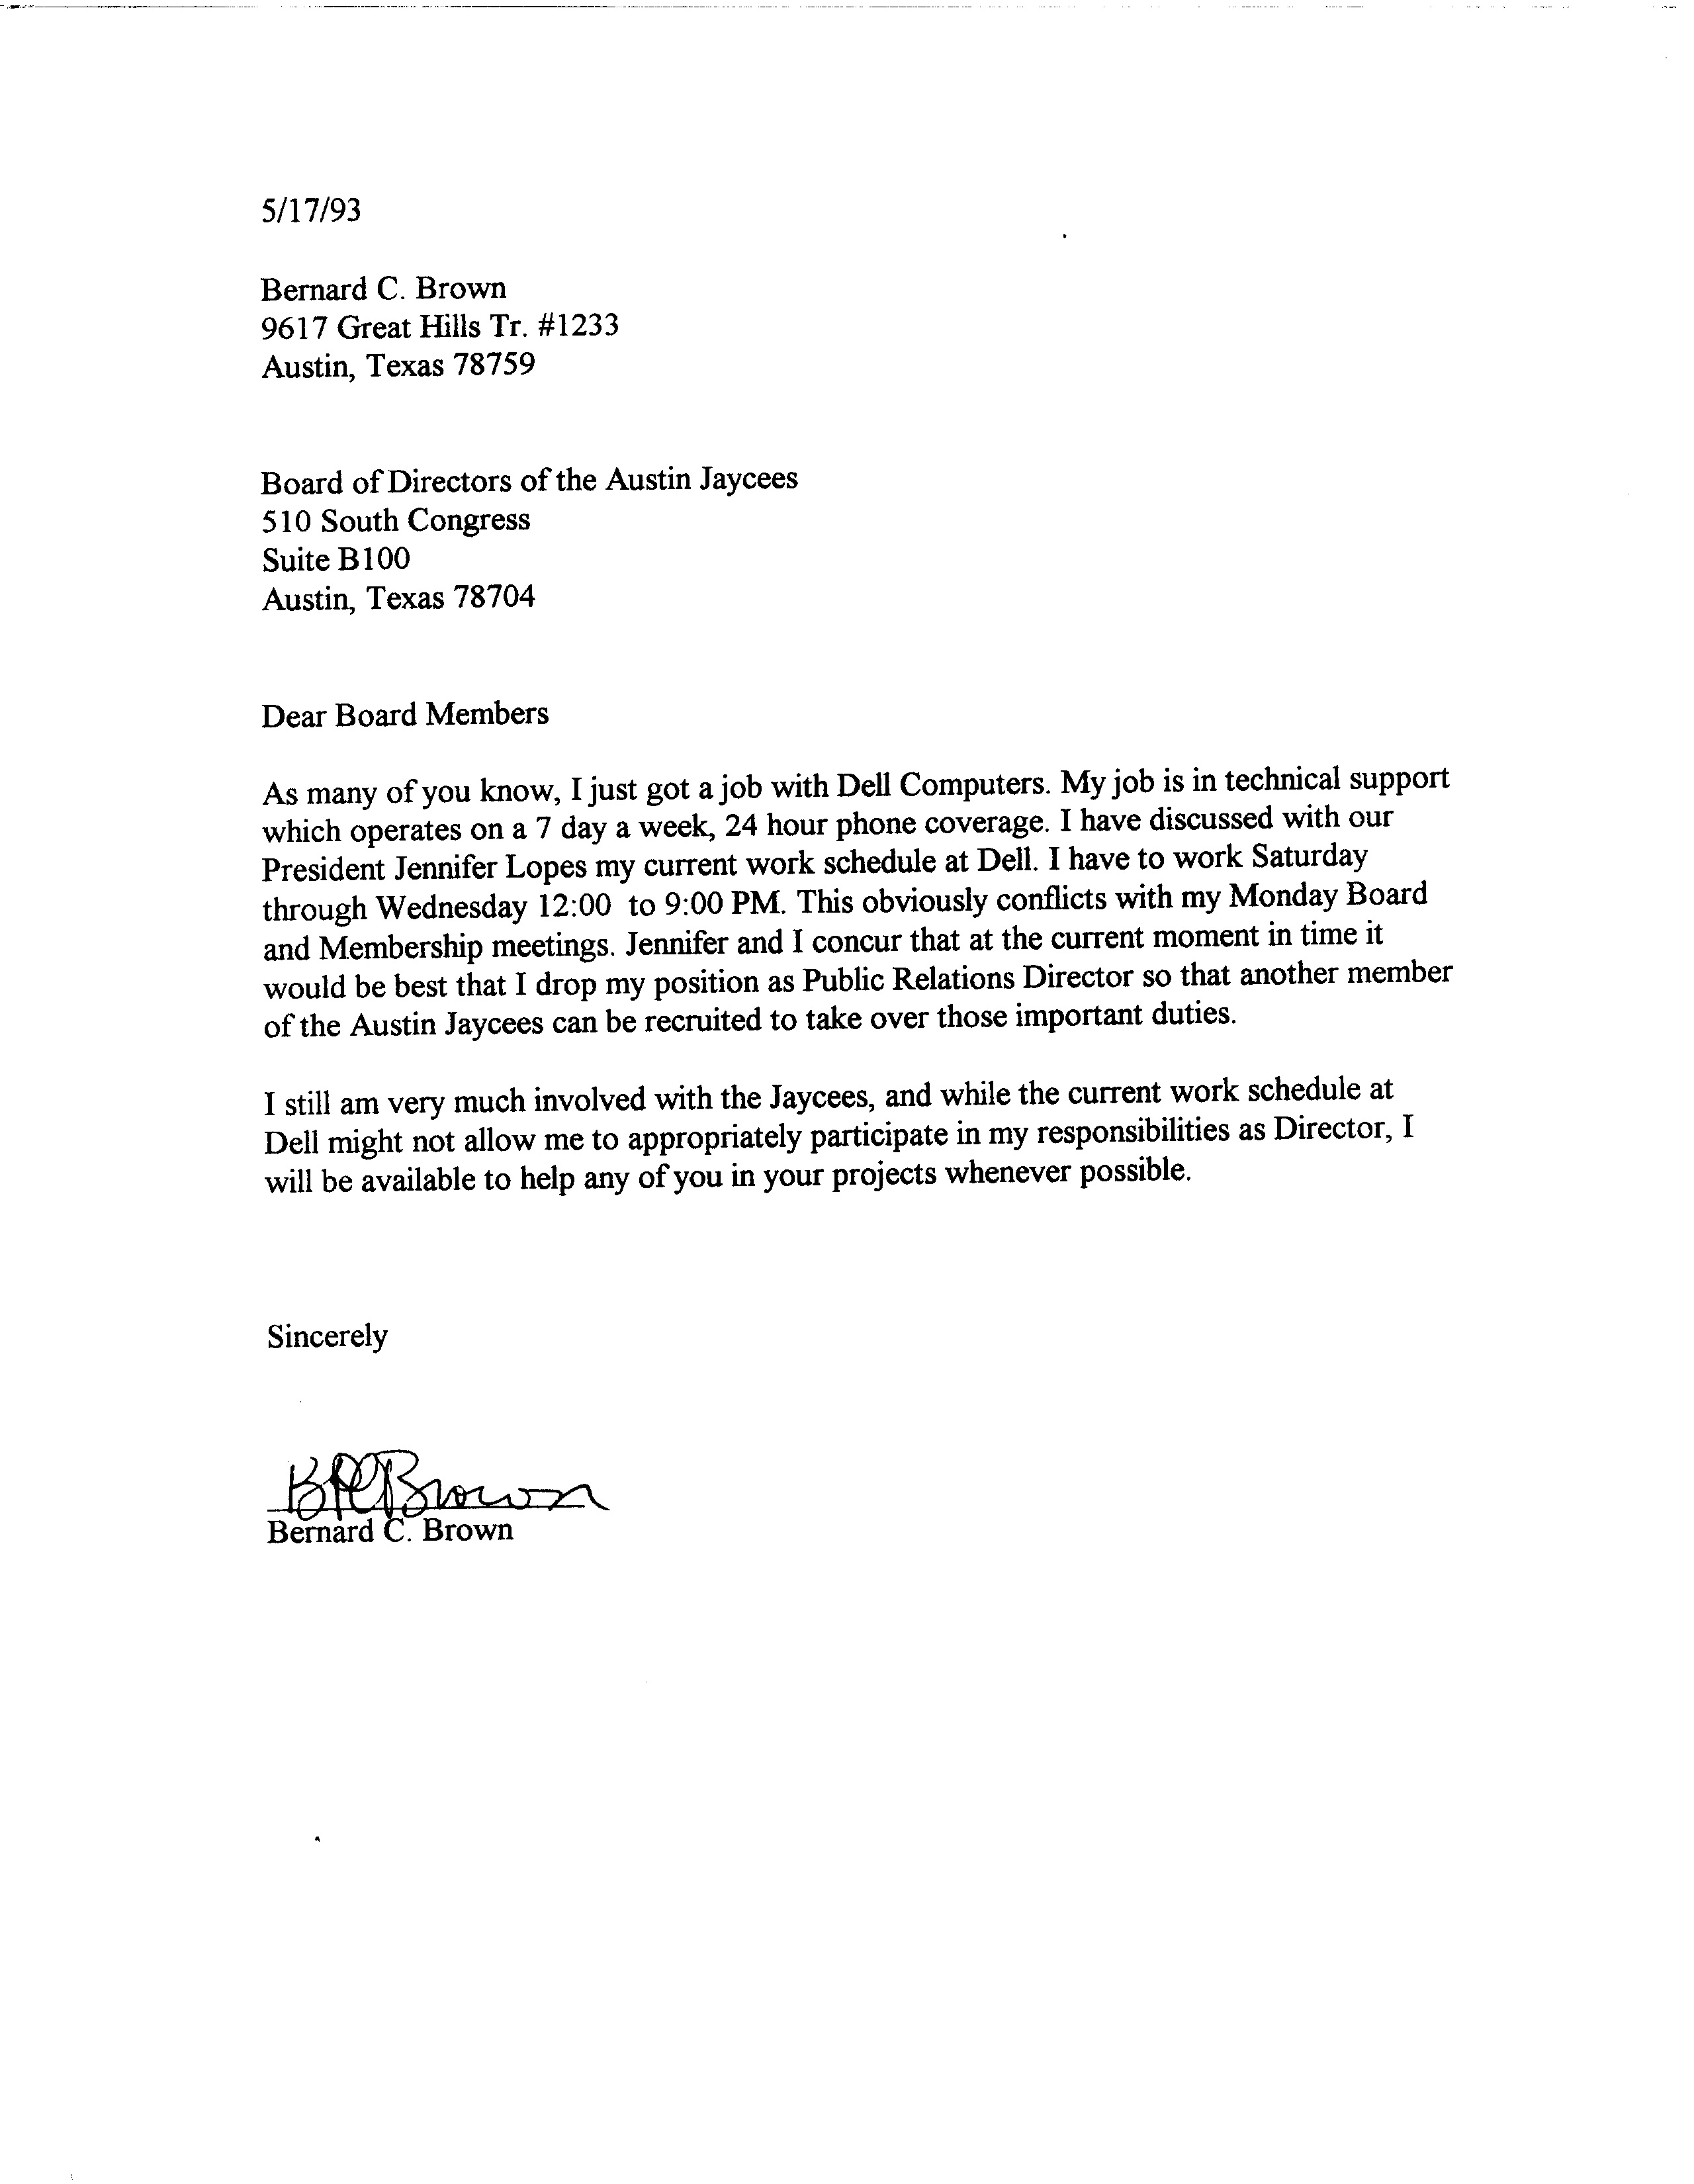 5/17/93
Bernard C. Brown
9617 Great Hills Tr. #1233
Austin, Texas 78759
Board of Directors of the Austin Jaycees
510 South Congress
Suite B100
Austin, Texas 78704
Dear Board Members
As many of you know, I just got a job with Dell Computers. My job is in technical support
which operates on a 7 day a week, 24 hour phone coverage. I have discussed with our
President Jennifer Lopes my current work schedule at Dell. I have to work Saturday
through Wednesday 12:00  to 9:00 PM. This obviously conflicts with my Monday Board
and Membership meetings. Jennifer and I concur that at the current moment in time it
would be best that I drop my position as Public Relations Director so that another member
of the Austin Jaycees can be recruited to take over those important duties.
I still am very much involved with the Jaycees, and while the current work schedule at
Dell might not allow me to appropriately participate in my responsibilities as Director, I
will be available to help any of you in your projects whenever possible.
Sincerely
BCBrown
Bernard C. Brown